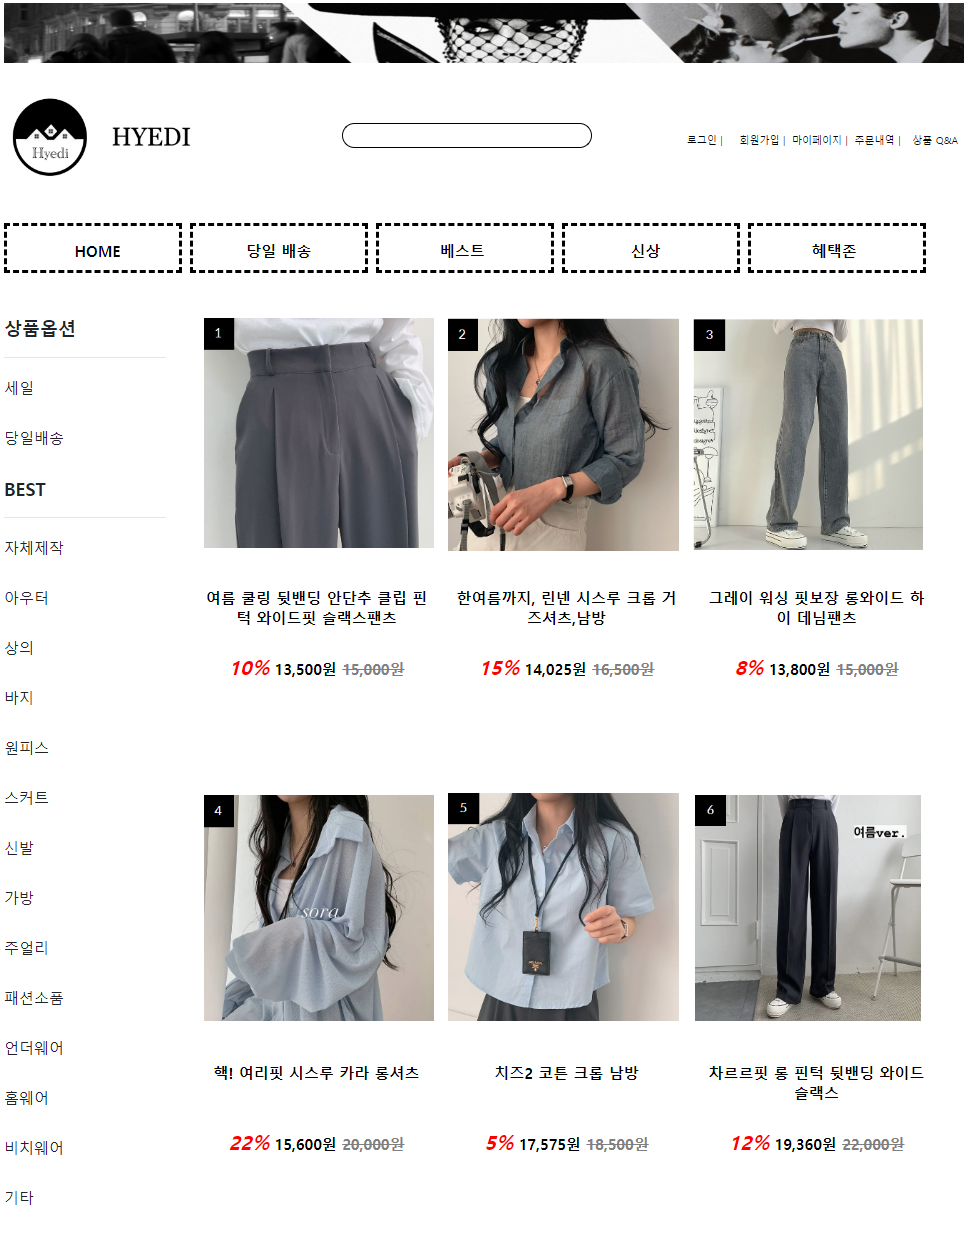 Hyedi
HYEDI
로그인 | 회원가입 | 마이페이지 | 주문내역 | 상품 Q&A
HOME
당일 배송
베스트
신상
혜택존
상품옵션
세일
당일배송
BEST
자체제작
아우터
상의
바지
원피스
스커트
신발
가방
주얼리
패션소품
언더웨어
홈웨어
비치웨어
기타
1
여름 쿨링 뒷밴딩 안단추 클립 핀
턱 와이드핏 슬랙스팬츠
10% 13,500원 15,000원
2
한여름까지, 린넨 시스루 크롭 거
즈셔츠,남방
15% 14,025원 16,500원
3
그레이 워싱 핏보장 롱와이드 하
이 데님팬츠
8% 13,800원 15,000원
4
sora
핵! 여리핏 시스루 카라 롱셔츠
22% 15,600원 20,000원
5
치즈2 코튼 크롭 남방
5% 17,575원 18,500원
6
여름ver.
차르르핏 롱 핀턱 뒷밴딩 와이드
슬랙스
12% 19,360원 22,000원